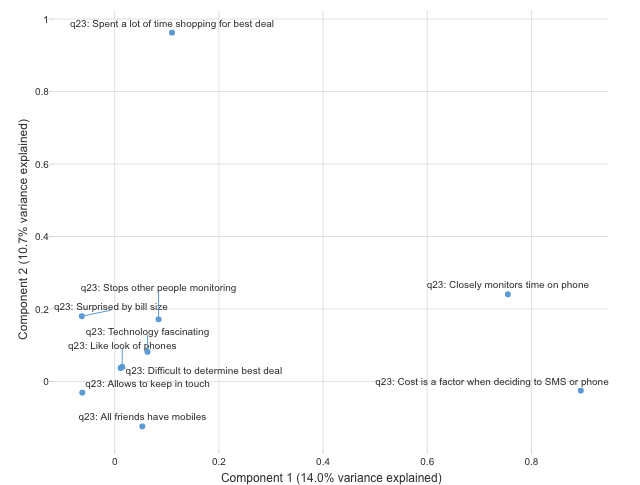 1
q23: Spent a lot of time shopping for best deal
0.8
0.6
0.4
q23: Closely monitors time on phone
q23: Stops other people monitoring
0.2
q23: Surprised by bill size
q23: Technology fascinating
q23: Like look of phones
q23: Difficult to determine best deal
0
q23: Allows to keep in touch
q23: Cost is a factor when deciding to SMS or phone
q23: All friends have mobiles
0
0.2
0.4
0.6
0.8
Component 1 (14.0% variance explained)
Component 2 (10.7% variance explained)